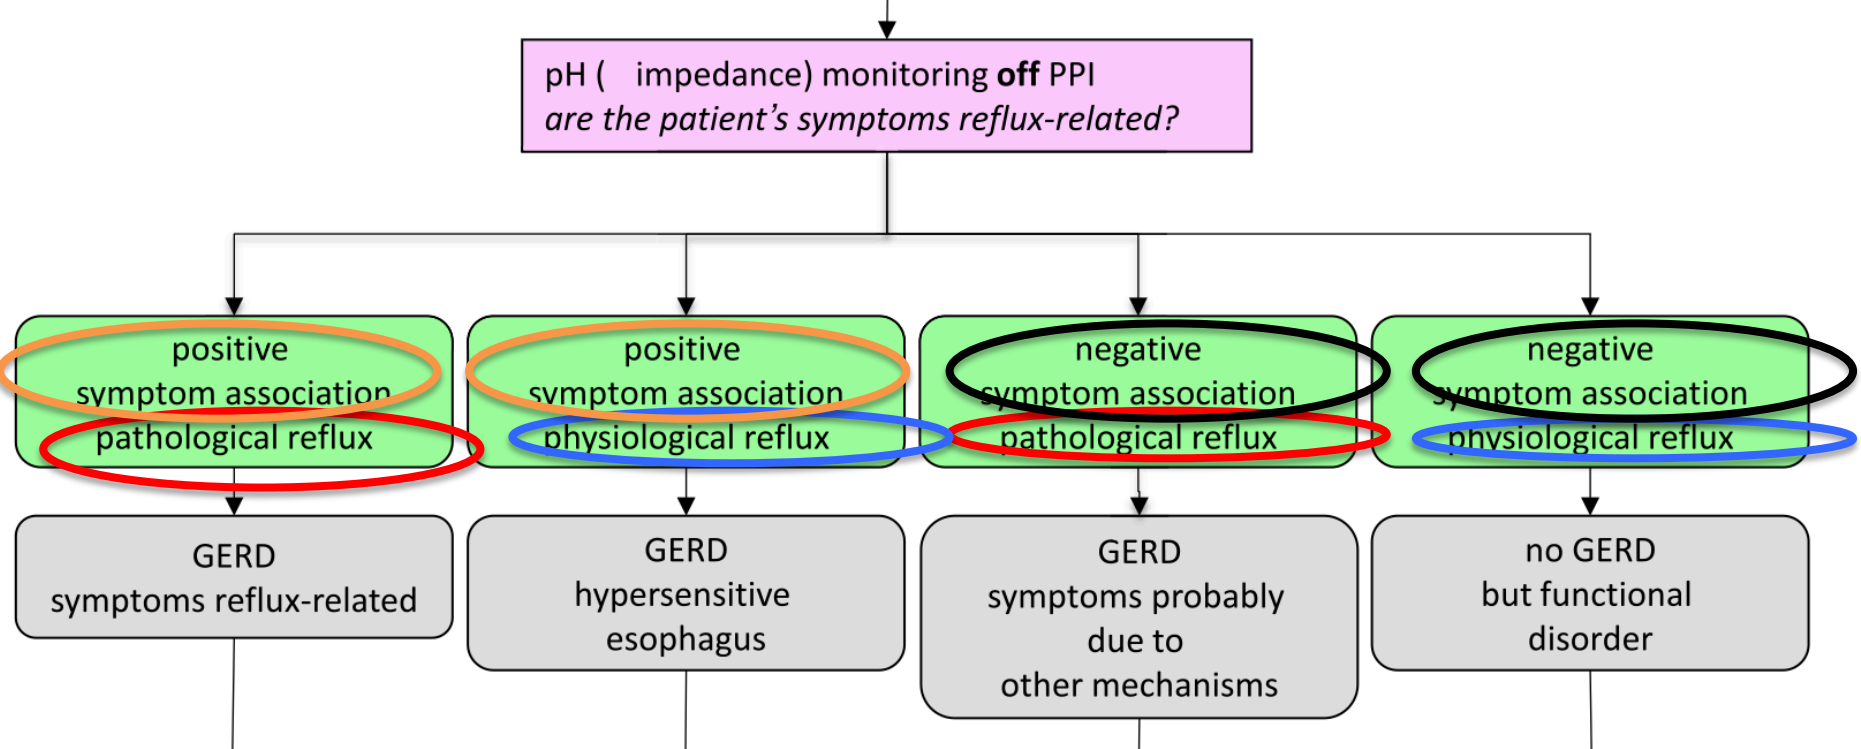 pH ( impedance) monitoring off PPI
are the patient’s symptoms reflux-related?
positive
symptom association
pathological reflux
positive
symptom association
physiological reflux
negative
symptom association
pathological reflux
negative
symptom association
physiological reflux
GERD
symptoms reflux-related
GERD
hypersensitive
esophagus
GERD
symptoms probably
due to
other mechanisms
no GERD
but functional
disorder